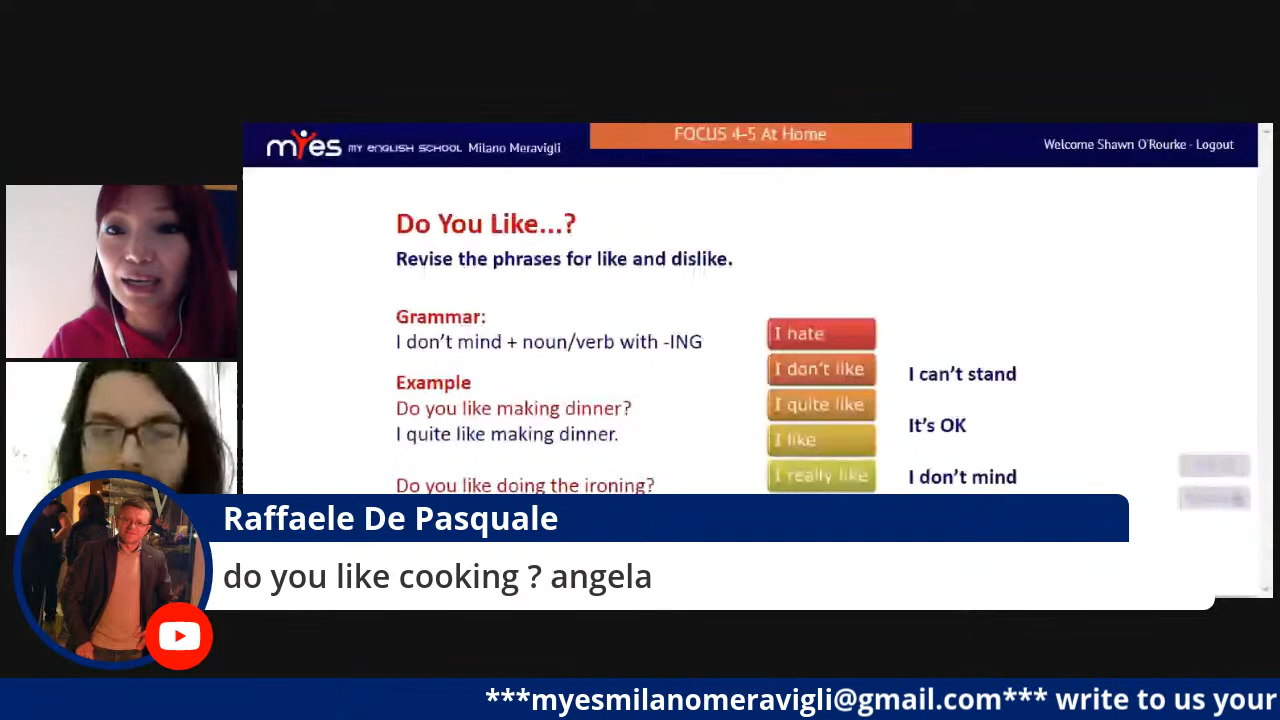 FOCUS 4-5 At Home
myes MY ENGLISH SCHOOL Milano Meravigli
Welcome Shawn O'Rourke - Logout
Do You Like...?
Revise the phrases for like and dislike.
Grammar:
I don't mind + noun/verb with -ING
Example
Do you like making dinner?
I quite like making dinner.
Do you like doing the ironing?
I hate
I don't like
I quite like
I like
I really like
I can't stand
It's OK
I don't mind
Raffaele De Pasquale
do you like cooking ? angela
***myesmilanomeravigli@gmail.com*** write to us your